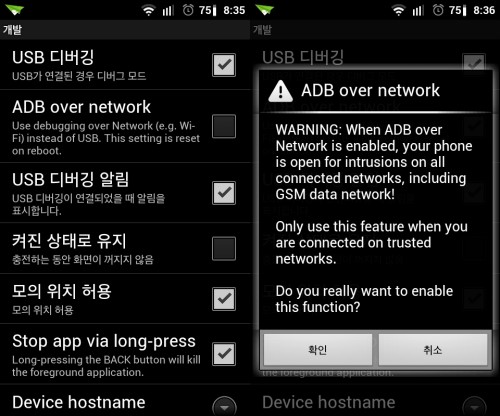 75 8:35
개발
USB 디버깅
USB가 연결된 경우 디버그 모드
ADB over network
Use debugging over Network (e.g. Wi-
Fi) instead of USB. This setting is reset
on reboot.
USB 디버깅 알림
USB 디버깅이 연결되었을 때 알림을
표시합니다.
켜진 상태로 유지
충전하는 동안 화면이 꺼지지 않음
모의 위치 허용
모의 위치 허용
Stop app via long-press
Long-pressing the BACK button will kill
the foreground application.
Device hostname
75 8:36
개발
USB 디버깅
ADB over network
WARNING: When ADB over
Network is enabled, your phone
is open for intrusions on all
connected networks, including
GSM data network!
Only use this feature when you
are connected on trusted
networks.
Do you really want to enable
this function?
확인
취소
the foreground application.
Device hostname